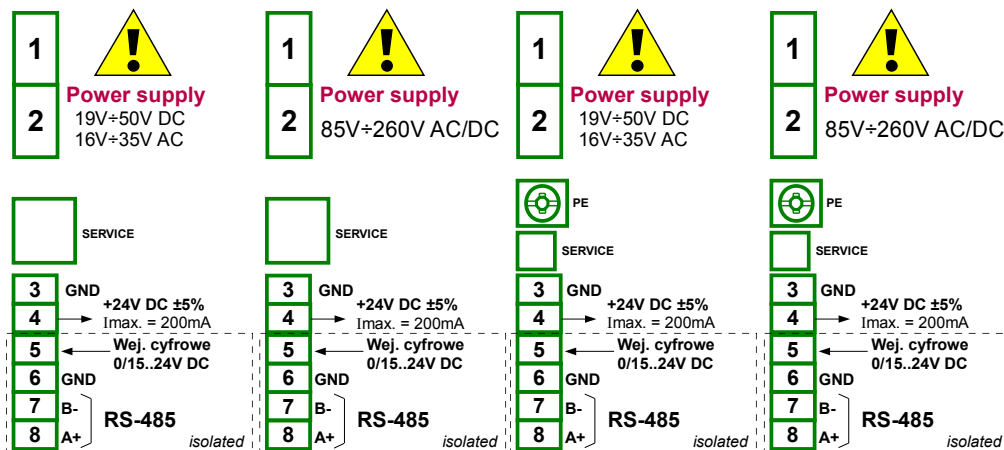 1
2
Power supply
19V÷50V DC
16V÷35V AC
SERVICE
3 GND
4 +24V DC ±5%
Imax. = 200mA
5 Wej. cyfrowe
0/15..24V DC
6 GND
7 B-
8 A+
RS-485
isolated
1
2
Power supply
85V÷260V AC/DC
SERVICE
3 GND
4 +24V DC ±5%
Imax. = 200mA
5 Wej. cyfrowe
0/15..24V DC
6 GND
7 B-
8 A+
RS-485
isolated
1
2
Power supply
19V÷50V DC
16V÷35V AC
PE
SERVICE
3 GND
4 +24V DC ±5%
Imax. = 200mA
5 Wej. cyfrowe
0/15..24V DC
6 GND
7 B-
8 A+
RS-485
isolated
1
2
Power supply
85V÷260V AC/DC
PE
SERVICE
3 GND
4 +24V DC ±5%
Imax. = 200mA
5 Wej. cyfrowe
0/15..24V DC
6 GND
7 B-
8 A+
RS-485
isolated